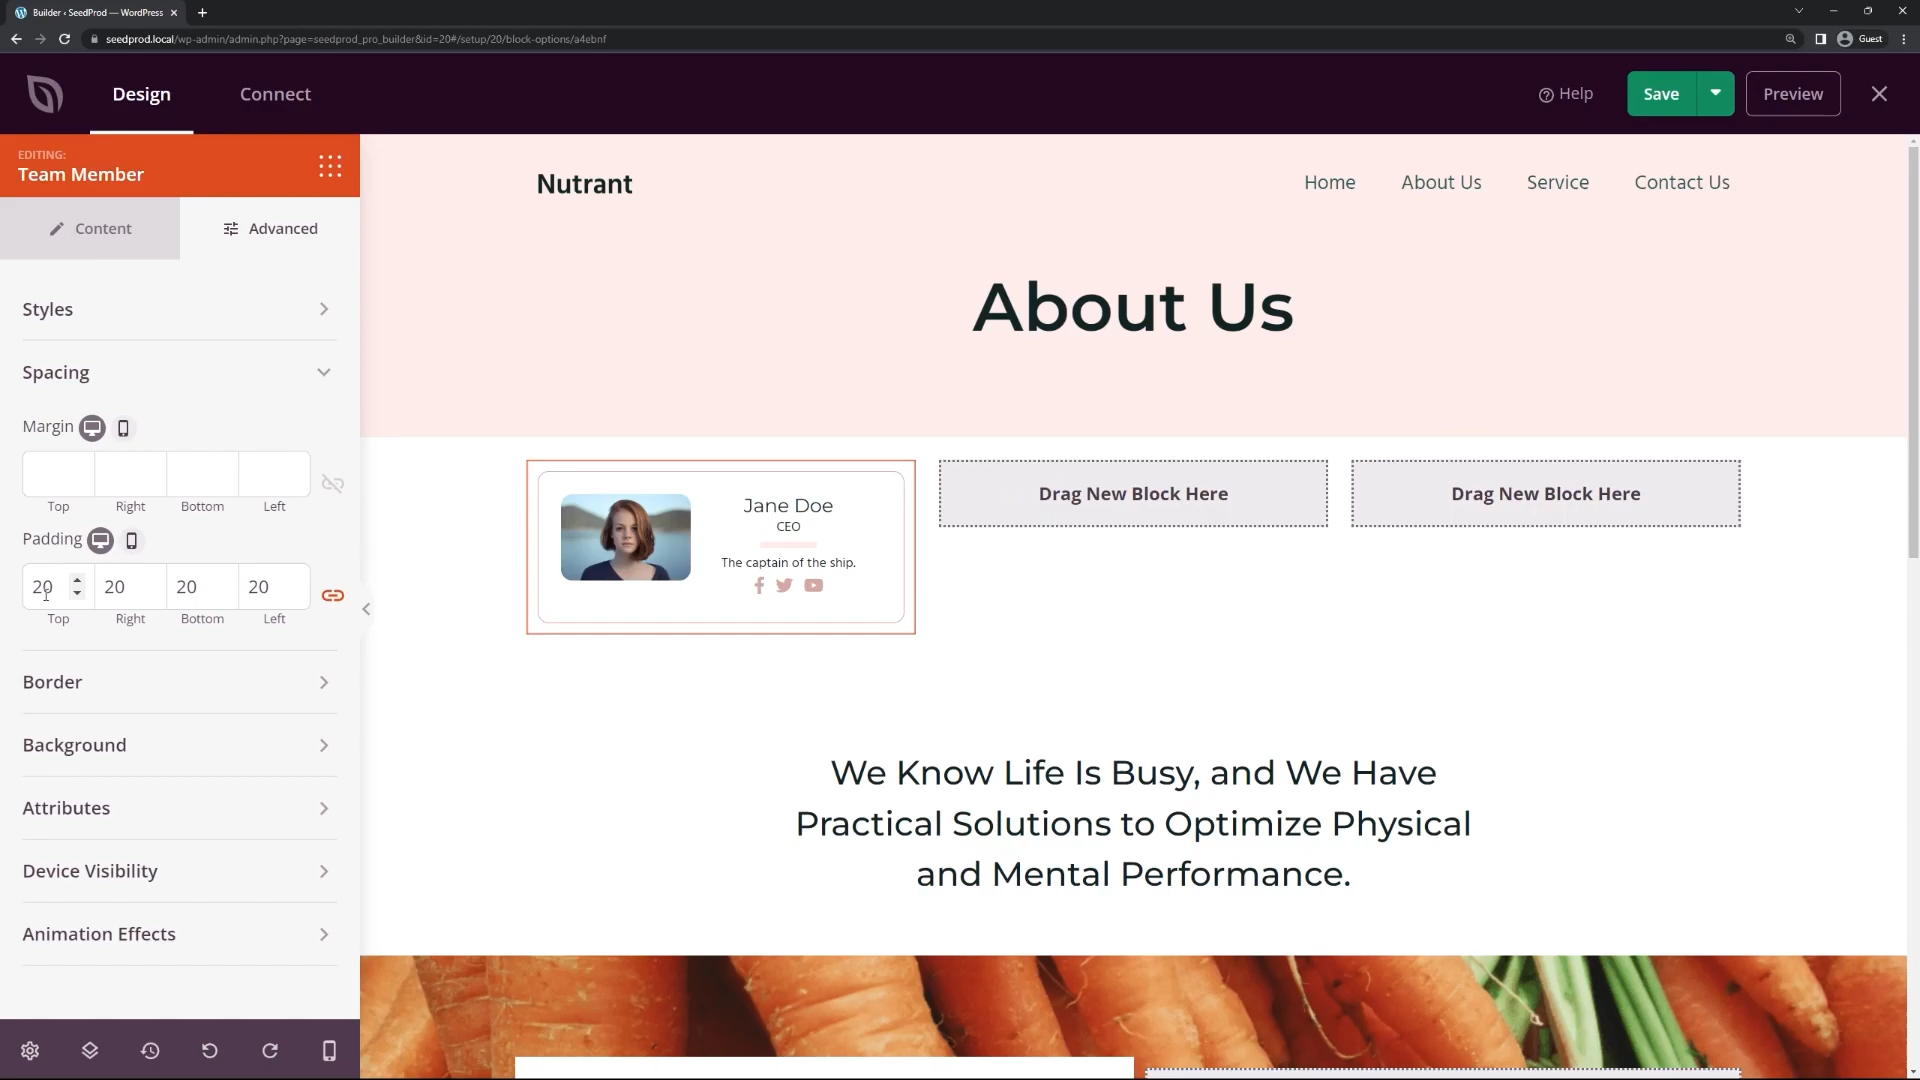 Builder ‹ SeedProd — WordPress
seedprod.local/wp-admin/admin.php?page=seedprod_pro_builder&id=20#/setup/20/block-options/a4ebnf
Guest
Design
Connect
Help
Save
Preview
EDITING:
Team Member
Content
Advanced
Styles
Spacing
Margin
Top Right Bottom Left
Padding
20 20 20 20
Top Right Bottom Left
Border
Background
Attributes
Device Visibility
Animation Effects
Nutrant
Home About Us Service Contact Us
About Us
Jane Doe
CEO
The captain of the ship.
Drag New Block Here
Drag New Block Here
We Know Life Is Busy, and We Have
Practical Solutions to Optimize Physical
and Mental Performance.